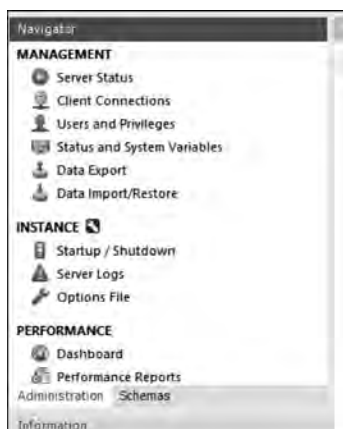 Navigator
MANAGEMENT
Server Status
Client Connections
Users and Privileges
Status and System Variables
Data Export
Data Import/Restore
INSTANCE
Startup / Shutdown
Server Logs
Options File
PERFORMANCE
Dashboard
Performance Reports
Administration Schemas
Information